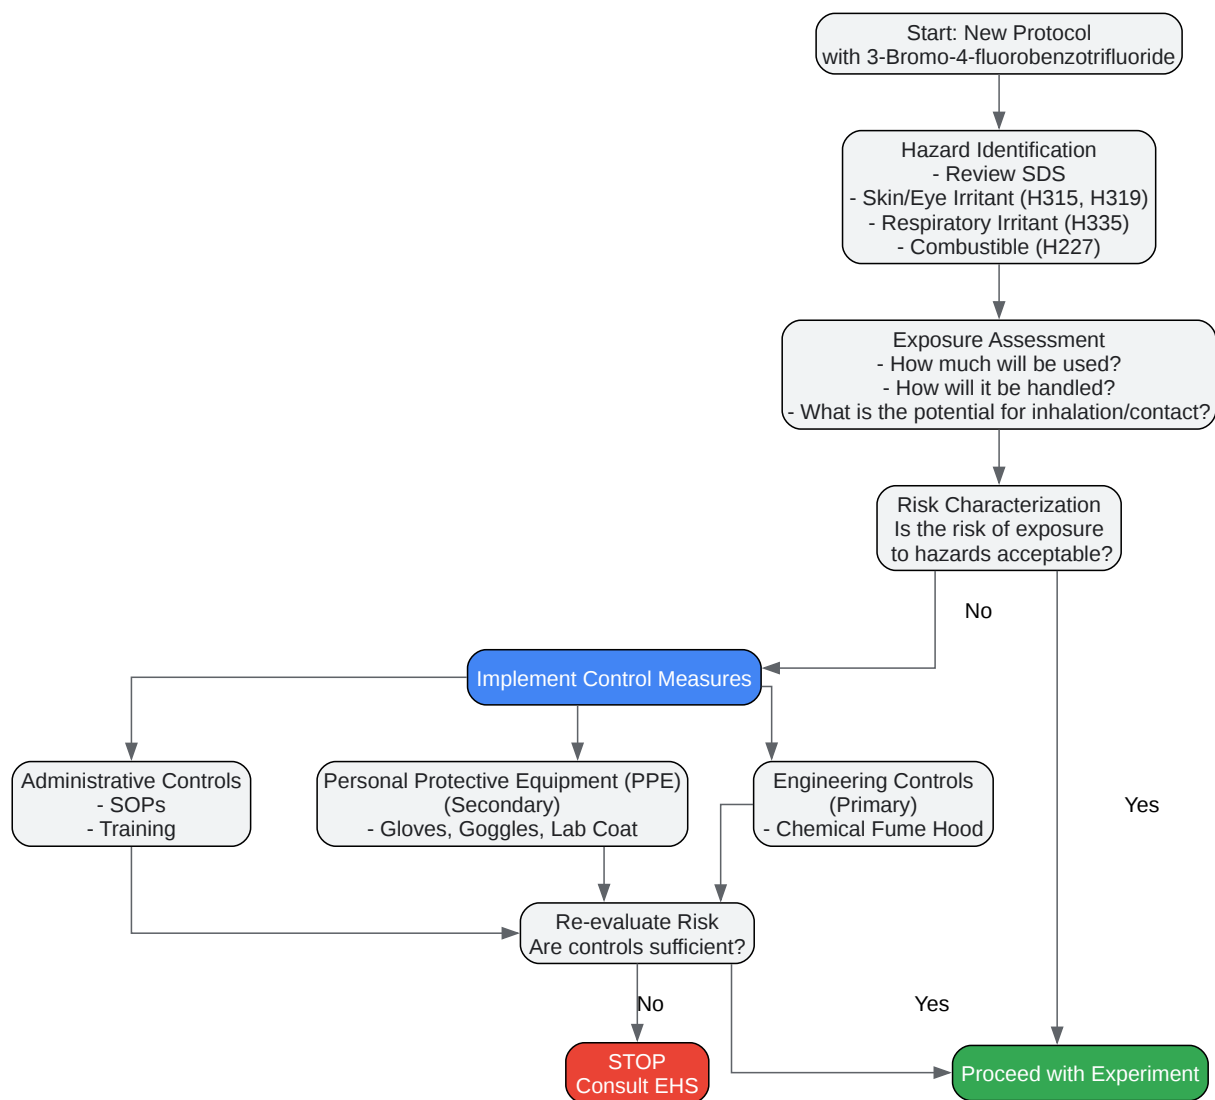 Start: New Protocol
with 3-Bromo-4-fluorobenzotrifluoride
Hazard Identification
- Review SDS
- Skin/Eye Irritant (H315, H319)
- Respiratory Irritant (H335)
- Combustible (H227)
Exposure Assessment
- How much will be used?
- How will it be handled?
- What is the potential for inhalation/contact?
Risk Characterization
Is the risk of exposure
to hazards acceptable?
No
Implement Control Measures
Administrative Controls
- SOPs
- Training
Personal Protective Equipment (PPE)
(Secondary)
- Gloves, Goggles, Lab Coat
Engineering Controls
(Primary)
- Chemical Fume Hood
Yes
Re-evaluate Risk
Are controls sufficient?
No
Yes
STOP
Consult EHS
Proceed with Experiment